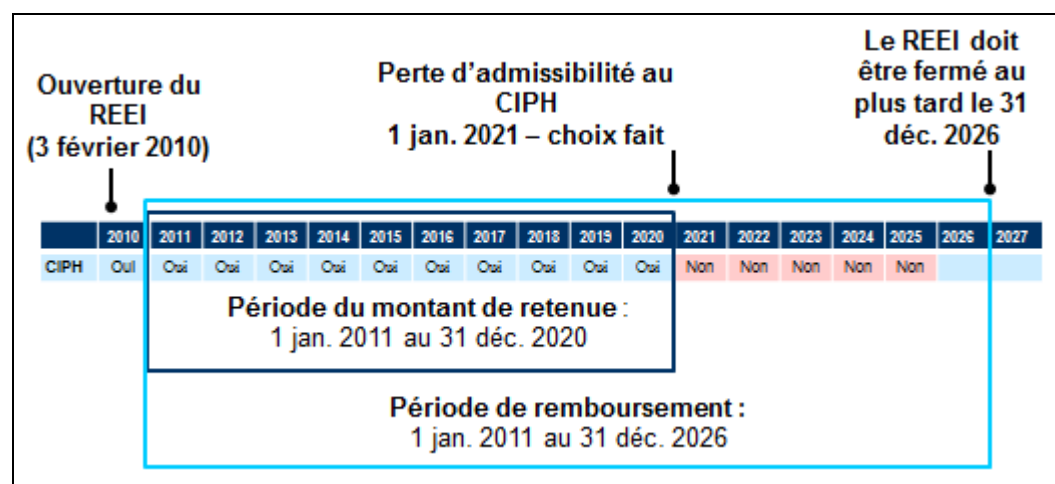 Ouverture du
REEI
(3 février 2010)
Perte d'admissibilité au
CIPH
1 jan. 2021 – choix fait
Le REEI doit
être fermé au
plus tard le 31
déc. 2026
2010 2011 2012 2013 2014 2015 2016 2017 2018 2019 2020 2021 2022 2023 2024 2025 2026 2027
CIPH Oui Oui Oui Oui Oui Oui Oui Oui Oui Oui Oui Non Non Non Non Non
Période du montant de retenue :
1 jan. 2011 au 31 déc. 2020
Période de remboursement :
1 jan. 2011 au 31 déc. 2026